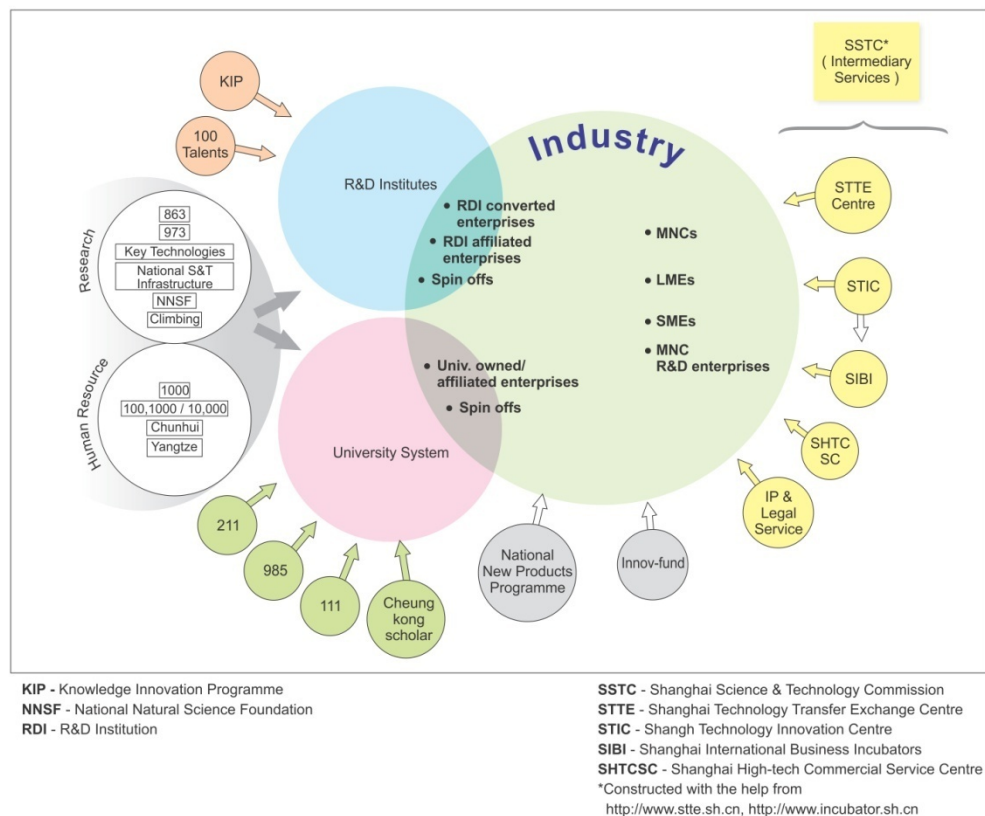 SSTC*
( Intermediary
Services )
KIP
100
Talents
Industry
R&D Institutes
STTE
Centre
• RDI converted
enterprises
• RDI affiliated
enterprises
• Spin offs
• MNCs
• LMEs
• SMEs
• MNC
R&D enterprises
Research
863
973
Key Technologies
National S&T
Infrastructure
NNSF
Climbing
STIC
SIBI
• Univ. owned/
affiliated enterprises
• Spin offs
Human Resource
1000
100,1000 / 10,000
Chunhui
Yangtze
University System
SHTC
SC
IP &
Legal
Service
211
985
111
Cheung
kong
scholar
National
New Products
Programme
Innov-fund
KIP - Knowledge Innovation Programme
NNSF - National Natural Science Foundation
RDI - R&D Institution
SSTC - Shanghai Science & Technology Commission
STTE - Shanghai Technology Transfer Exchange Centre
STIC - Shangh Technology Innovation Centre
SIBI - Shanghai International Business Incubators
SHTCSC - Shanghai High-tech Commercial Service Centre
*Constructed with the help from
http://www.stte.sh.cn, http://www.incubator.sh.cn